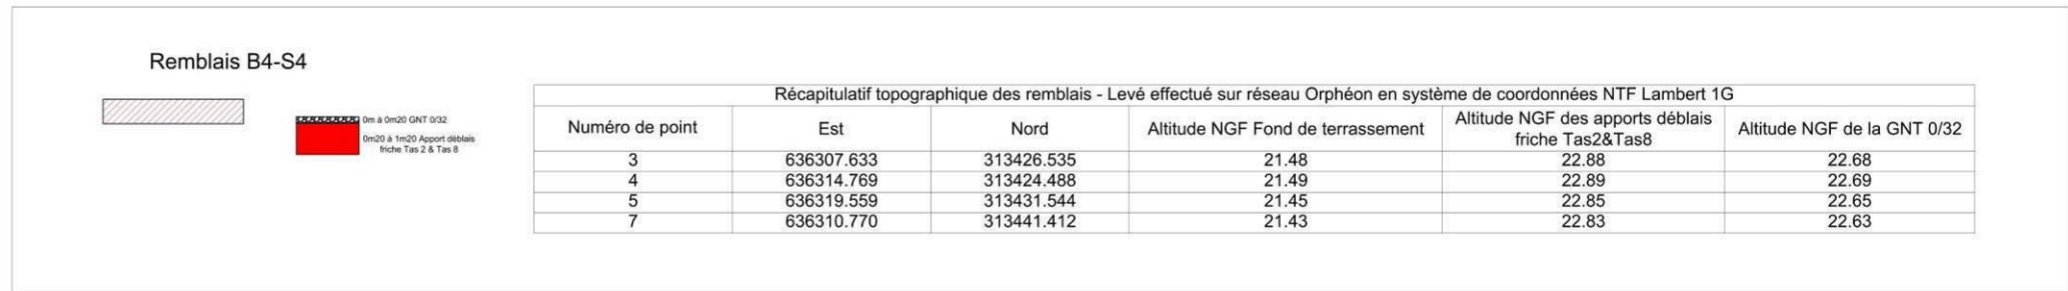 Remblais B4-S4
0m à 0m20 GNT 0/32
0m20 à 1m20 Apport déblais
friche Tas 2 & Tas 8
Récapitulatif topographique des remblais - Levé effectué sur réseau Orphéon en système de coordonnées NTF Lambert 1G
Numéro de point Est Nord Altitude NGF Fond de terrassement Altitude NGF des apports déblais friche Tas2&Tas8 Altitude NGF de la GNT 0/32
3 636307.633 313426.535 21.48 22.88 22.68
4 636314.769 313424.488 21.49 22.89 22.69
5 636319.559 313431.544 21.45 22.85 22.65
7 636310.770 313441.412 21.43 22.83 22.63